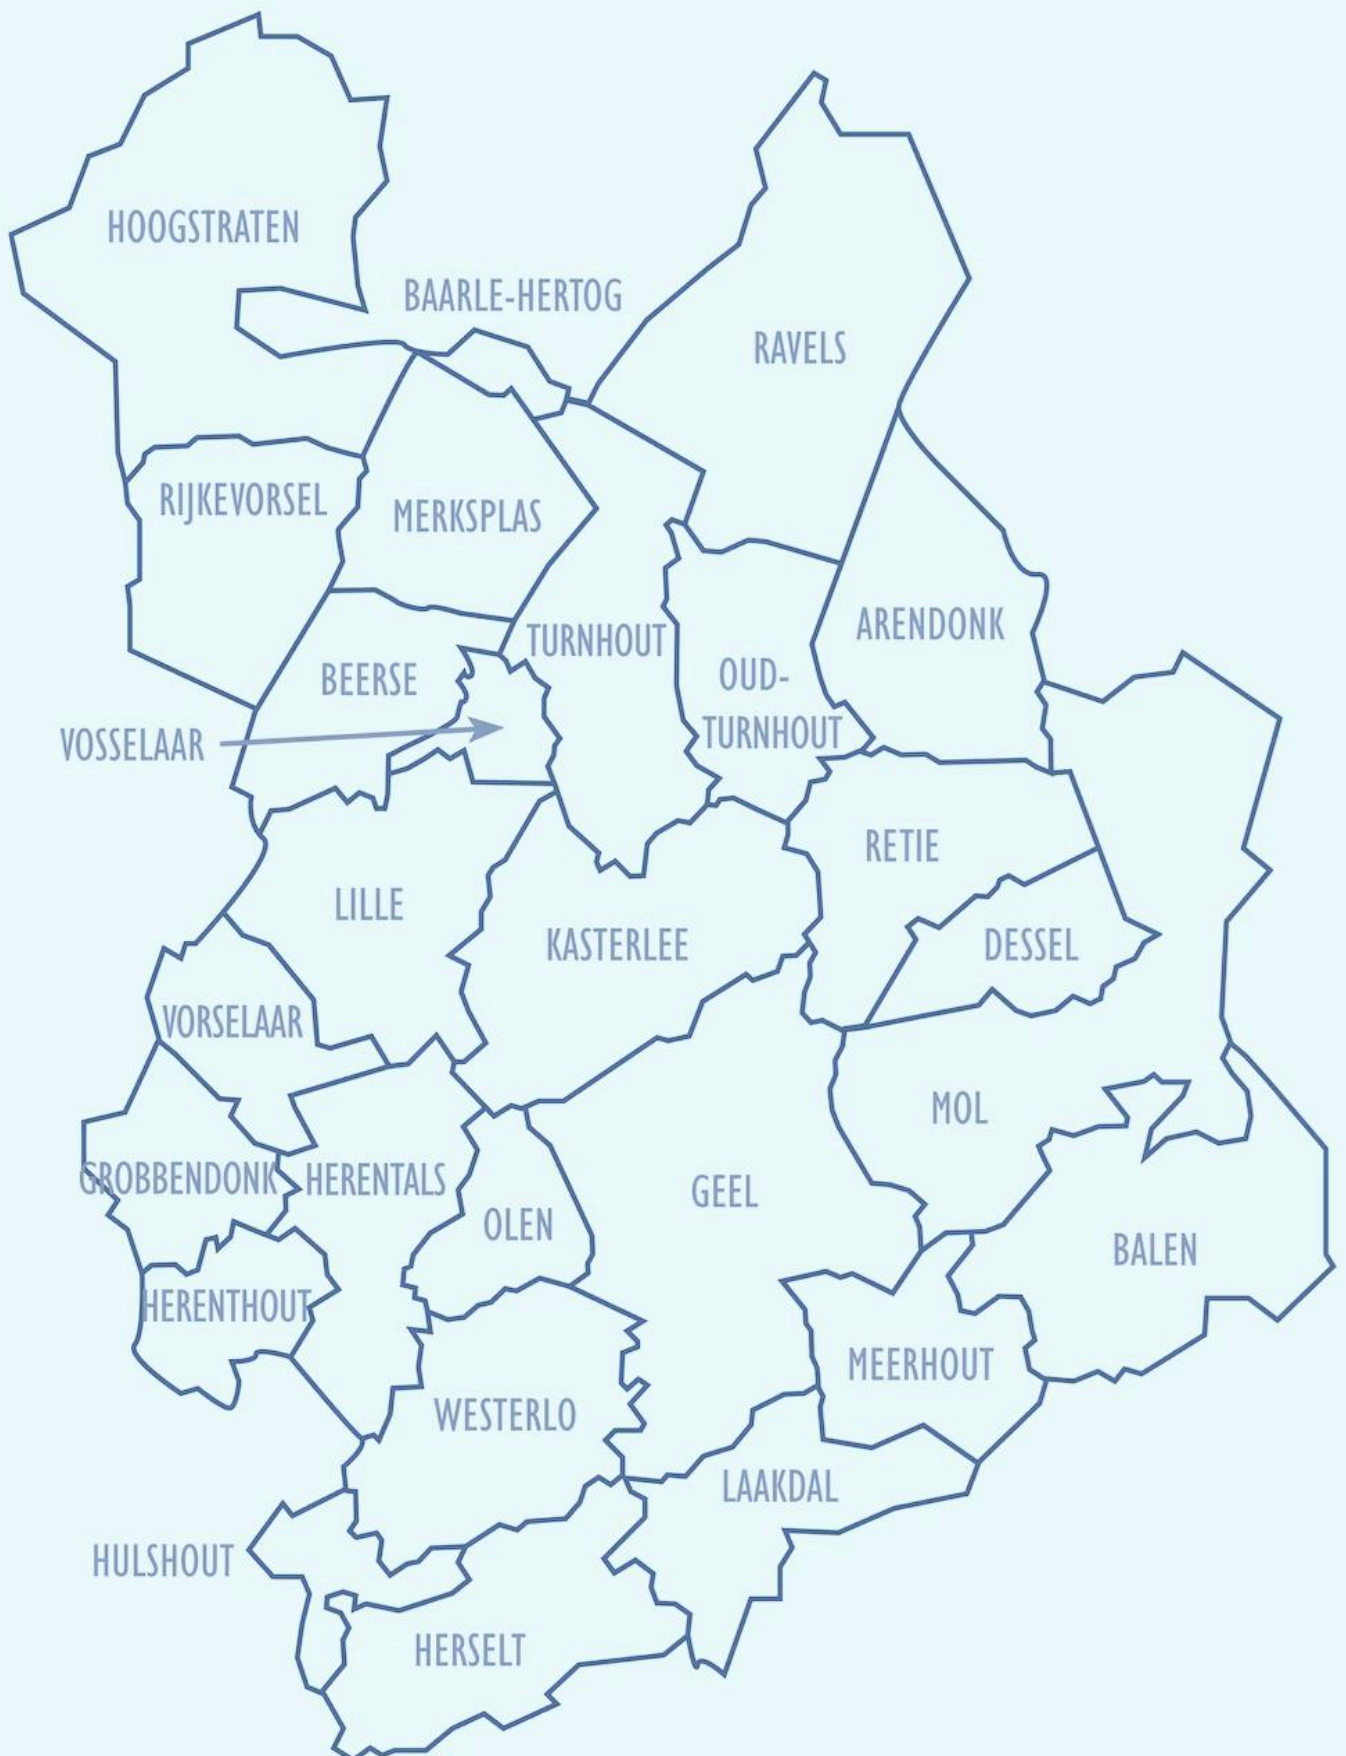 HOOGSTRATEN
BAARLE-HERTOG
RAVELS
RIJKEVORSEL
MERKSPLAS
ARENDONK
TURNHOUT
BEERSE
OUD-
TURNHOUT
VOSSELAAR
RETIE
LILLE
KASTERLEE
DESSEL
VORSELAAR
MOL
GROBBENDONK
HERENTALS
GEEL
OLEN
BALEN
HERENTHOUT
MEERHOUT
WESTERLO
LAAKDAL
HULSHOUT
HERSELT